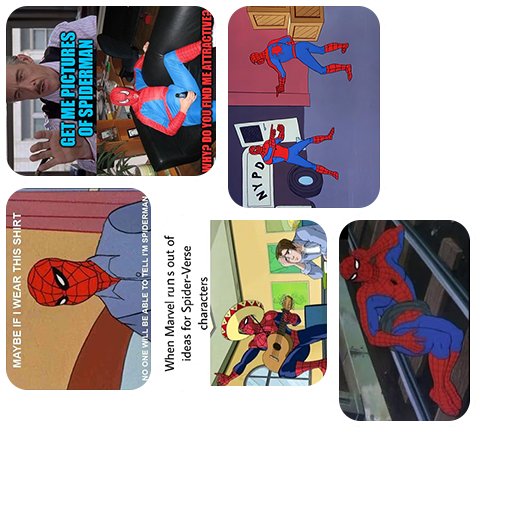 GET ME PICTURES
OF SPIDERMAN
WHY? DO YOU FIND ME ATTRACTIVE?
NYPD
MAYBE IF I WEAR THIS SHIRT
NO ONE WILL BE ABLE TO TELL I'M SPIDERMAN
When Marvel runs out of
ideas for Spider-Verse
characters